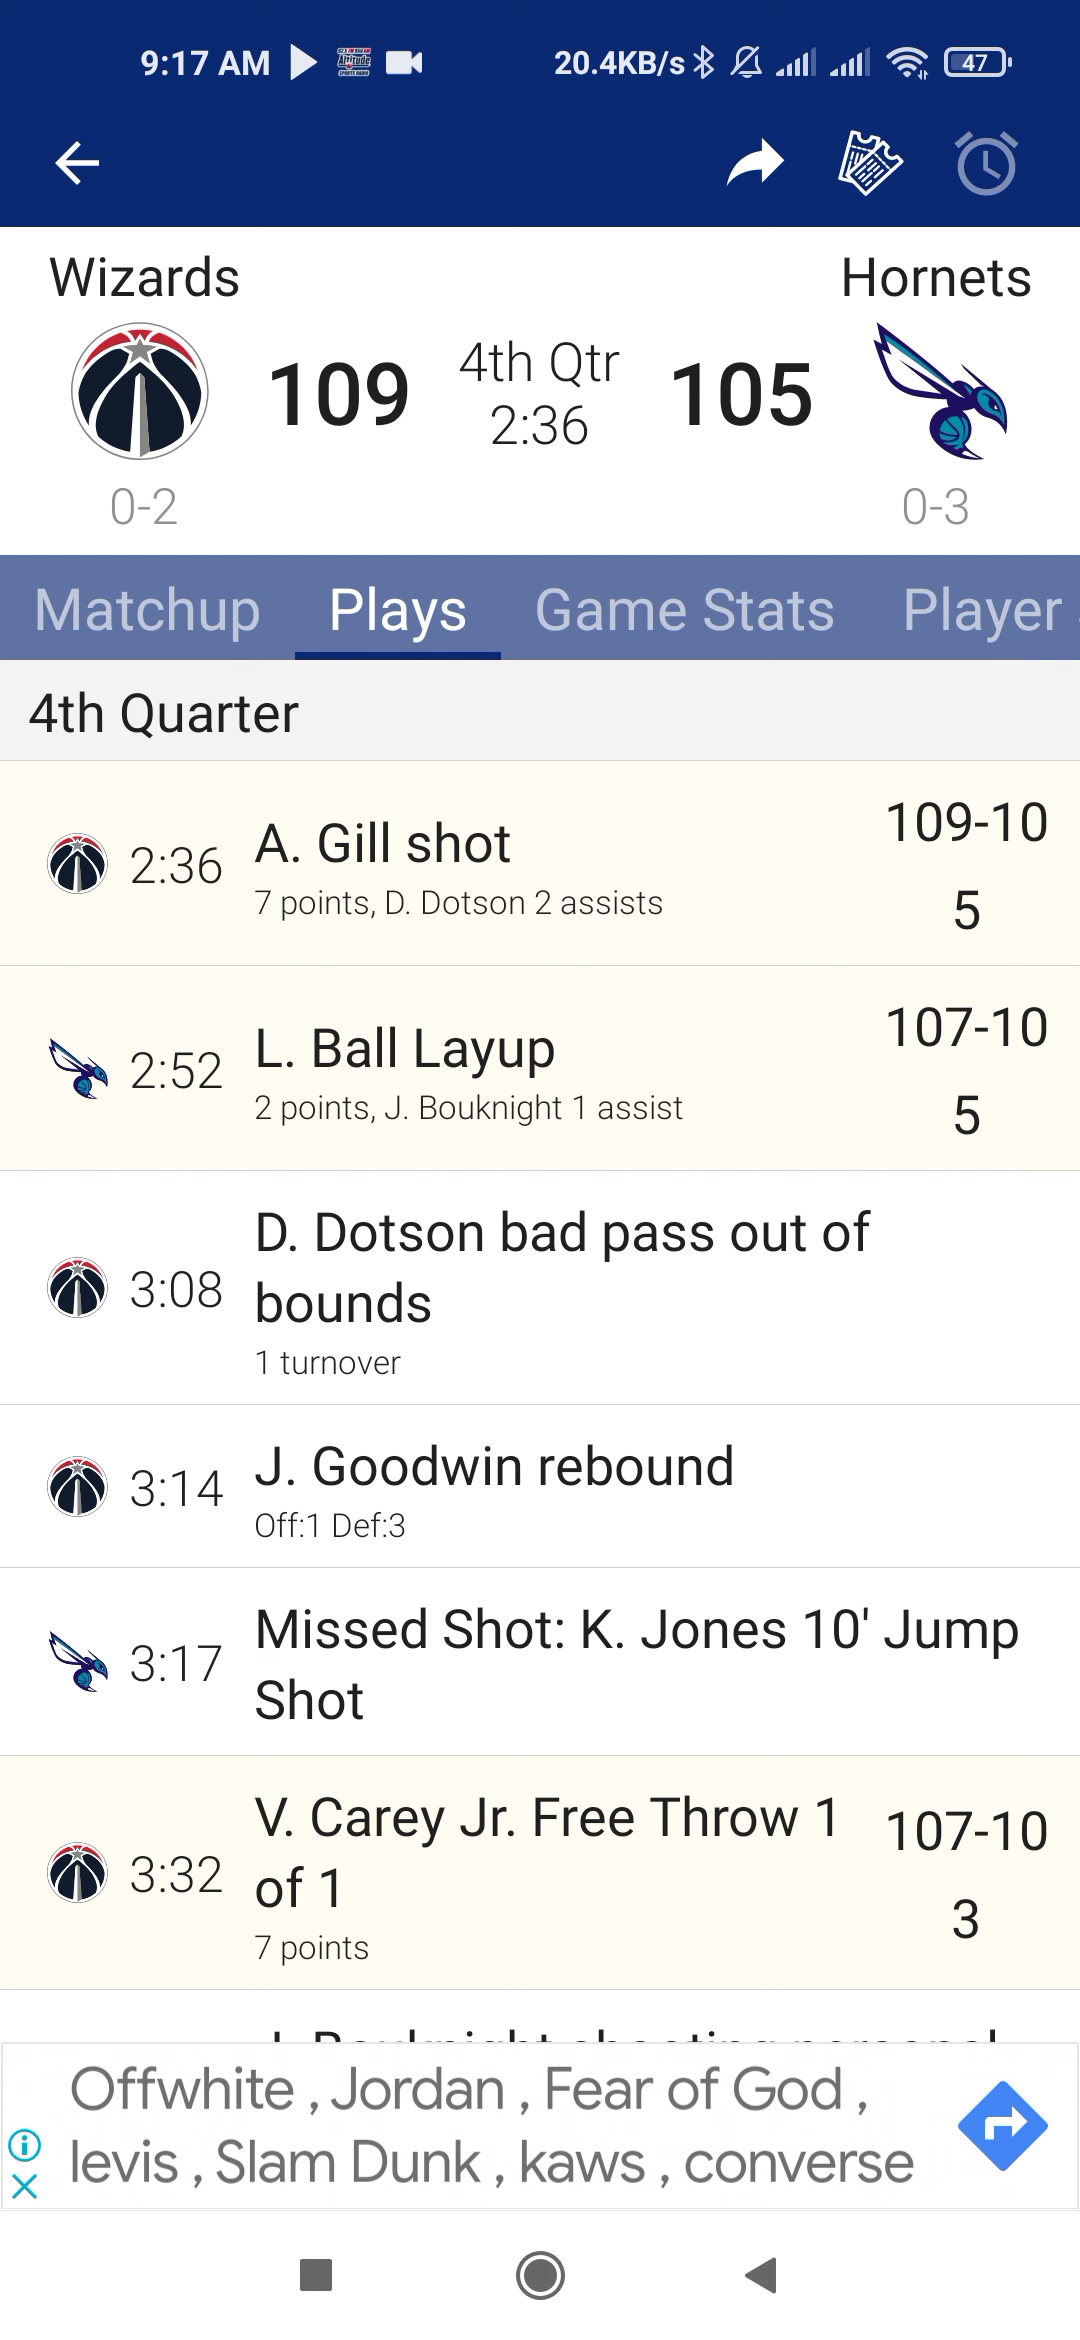 9:17 AM 20.4KB/s 47
Wizards Hornets
109 4th Qtr 105
2:36
0-2 0-3
Matchup Plays Game Stats Player
4th Quarter
2:36 A. Gill shot 109-10
7 points, D. Dotson 2 assists 5
2:52 L. Ball Layup 107-10
2 points, J. Bouknight 1 assist 5
D. Dotson bad pass out of
3:08 bounds
1 turnover
3:14 J. Goodwin rebound
Off:1 Def:3
Missed Shot: K. Jones 10' Jump
3:17 Shot
V. Carey Jr. Free Throw 1 107-10
3:32 of 1 3
7 points
J. Bouknight shooting personal
Offwhite , Jordan , Fear of God ,
levis , Slam Dunk , kaws , converse